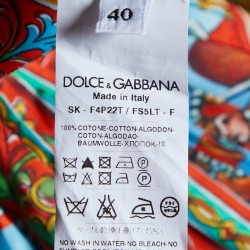 40
DOLCE & GABBANA
Made in Italy
SK - F4P22T / FS5LT - F
100% COTONE-COTTON-ALGODON-
COTON-ALGODAO-
BAUMWOLLE-ХЛОПОК-棉
NO WASH IN WATER-NO BLEACH-